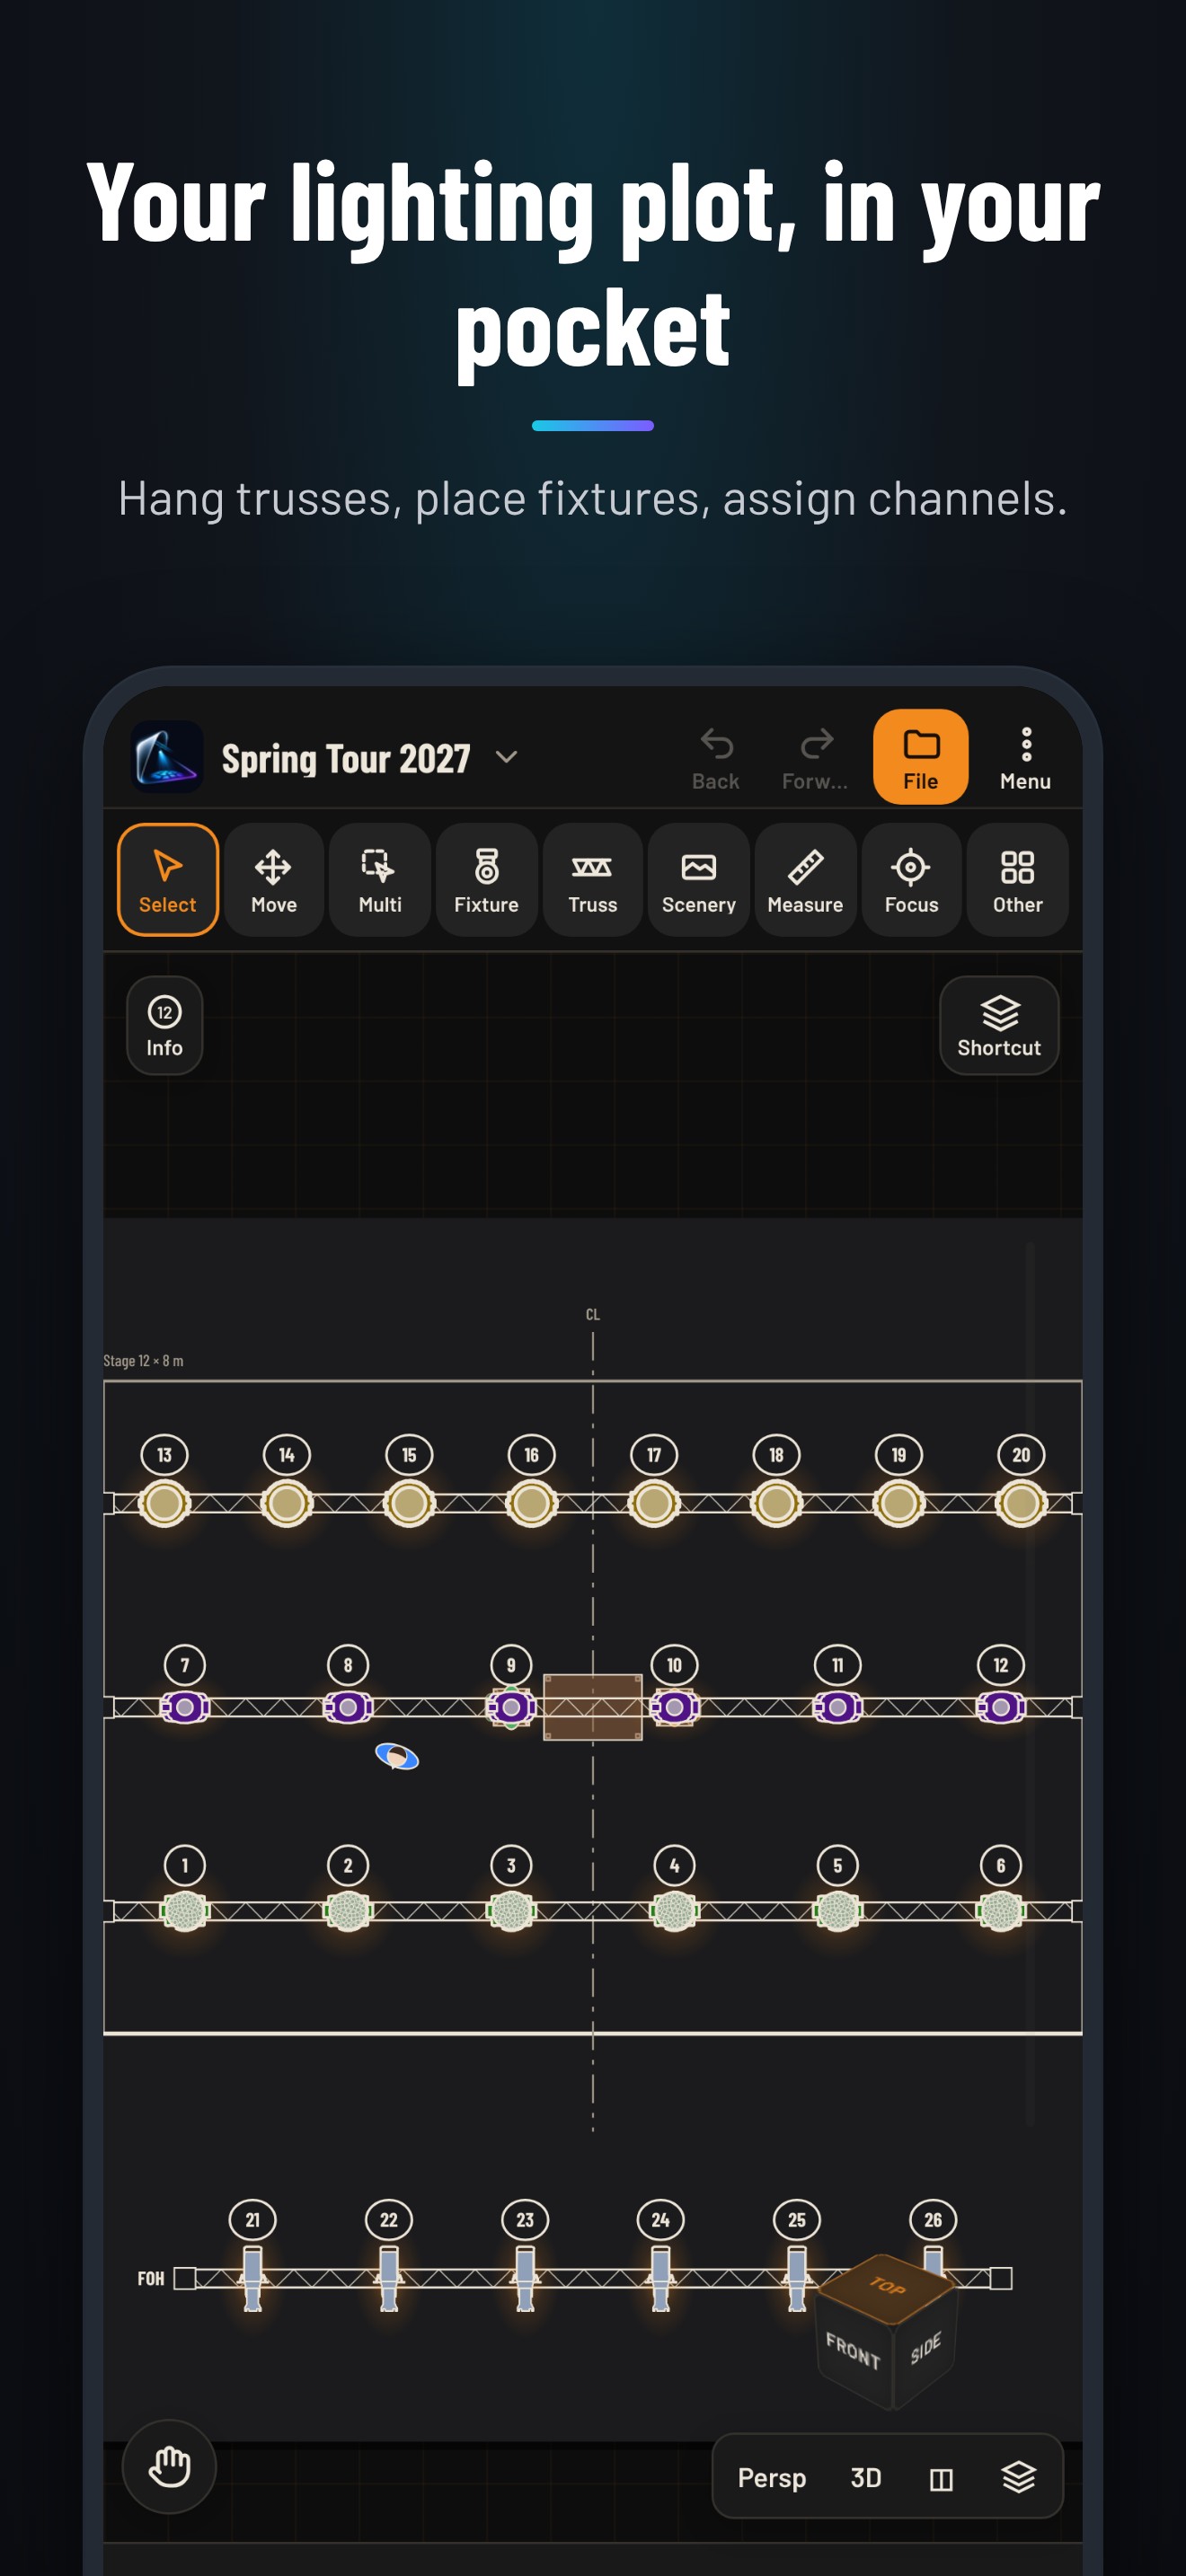 Your lighting plot, in your
pocket
Hang trusses, place fixtures, assign channels.
Spring Tour 2027
Back
Forw...
File
Menu
Select
Move
Multi
Fixture
Truss
Scenery
Measure
Focus
Other
12
Info
Shortcut
CL
Stage 12 × 8 m
13 14 15 16 17 18 19 20
7 8 9 10 11 12
1 2 3 4 5 6
21 22 23 24 25 26
FOH
TOP
FRONT
SIDE
Persp
3D